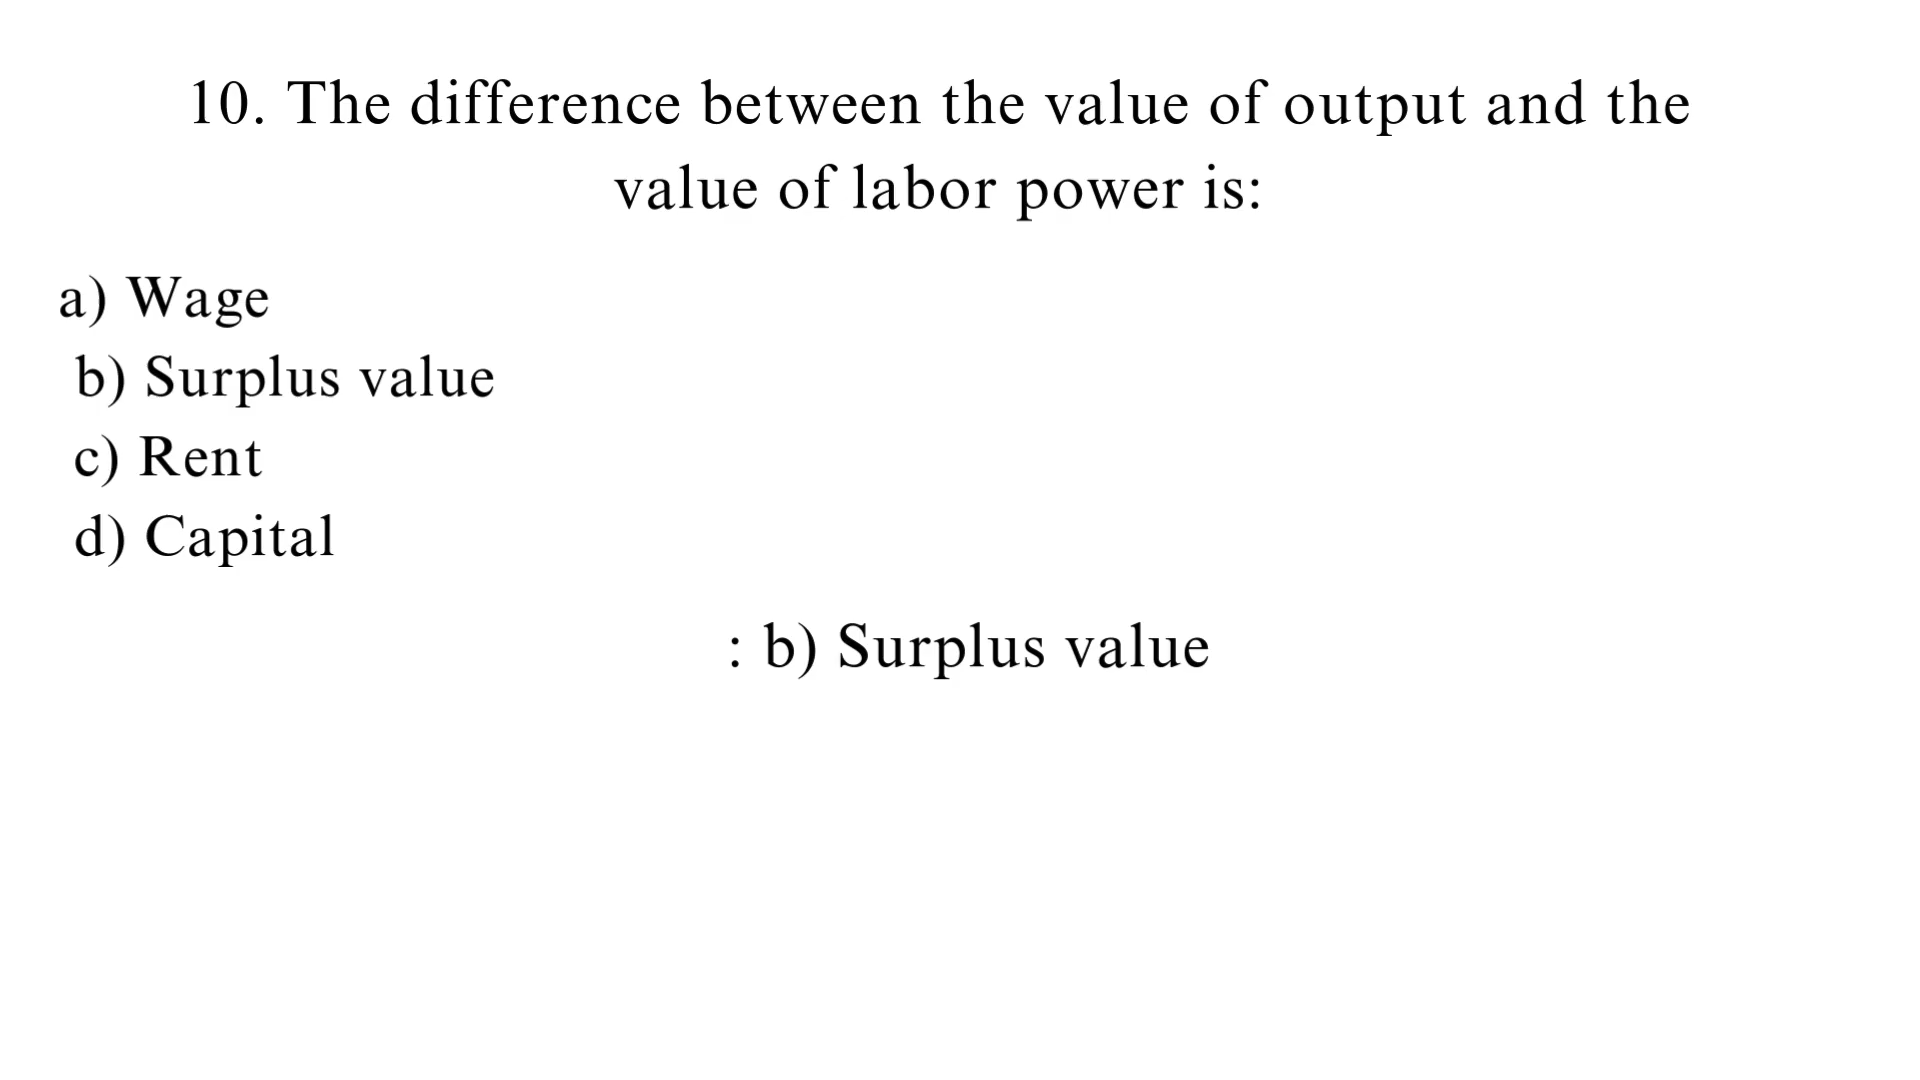 10. The difference between the value of output and the
value of labor power is:
a) Wage
b) Surplus value
c) Rent
d) Capital
: b) Surplus value